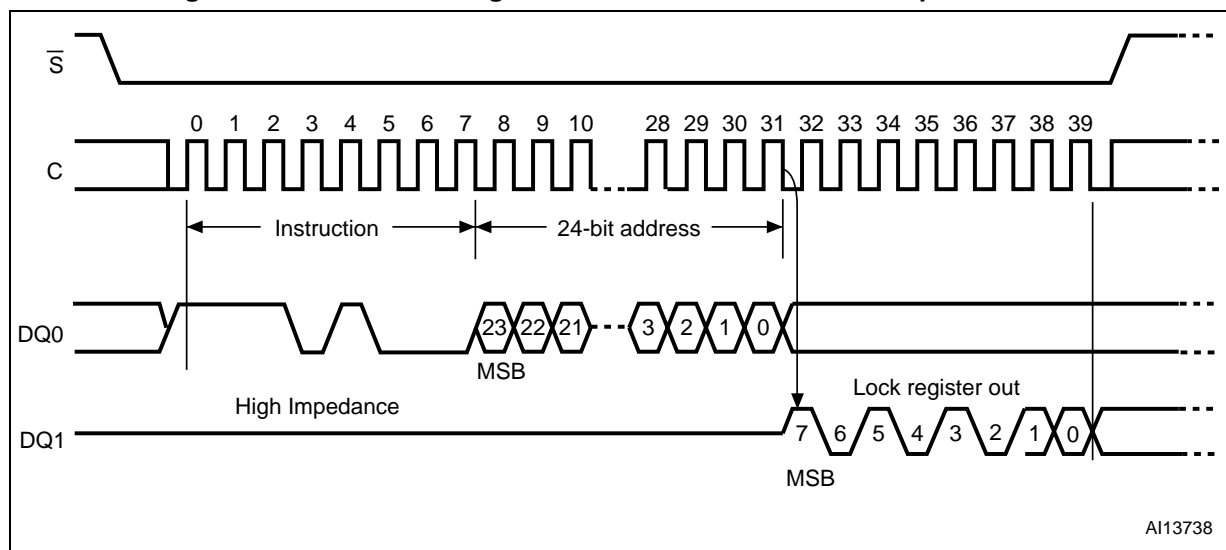 S
0 1 2 3 4 5 6 7 8 9 10 28 29 30 31 32 33 34 35 36 37 38 39
C
Instruction 24-bit address
DQ0 23 22 21 3 2 1 0
MSB
High Impedance Lock register out
DQ1 7 6 5 4 3 2 1 0
MSB
AI13738